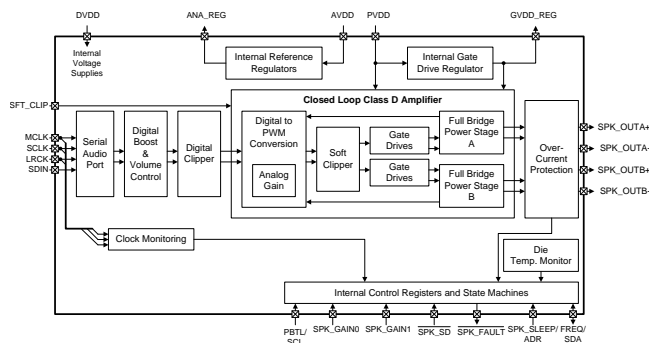 DVDD
ANA_REG
AVDD
PVDD
GVDD_REG
Internal
Voltage
Supplies
Internal Reference
Regulators
Internal Gate
Drive Regulator
SFT_CLIP
Closed Loop Class D Amplifier
MCLK
SCLK
LRCK
SDIN
Serial
Audio
Port
Digital
Boost
&
Volume
Control
Digital
Clipper
Digital to
PWM
Conversion
Analog
Gain
Soft
Clipper
Gate
Drives
Gate
Drives
Full Bridge
Power Stage
A
Full Bridge
Power Stage
B
Over-
Current
Protection
SPK_OUTA+
SPK_OUTA-
SPK_OUTB+
SPK_OUTB-
Clock Monitoring
Die
Temp. Monitor
Internal Control Registers and State Machines
PBTL/
SCL
SPK_GAIN0
SPK_GAIN1
SPK_SD
SPK_FAULT
SPK_SLEEP/
ADR
FREQ/
SDA